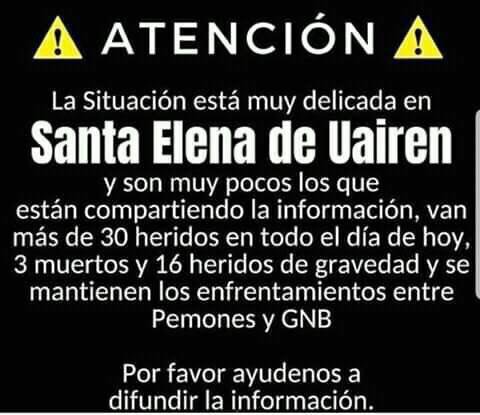 ATENCIÓN
La Situación está muy delicada en
Santa Elena de Uairen
y son muy pocos los que
están compartiendo la información, van
más de 30 heridos en todo el día de hoy,
3 muertos y 16 heridos de gravedad y se
mantienen los enfrentamientos entre
Pemones y GNB
Por favor ayudenos a
difundir la información.